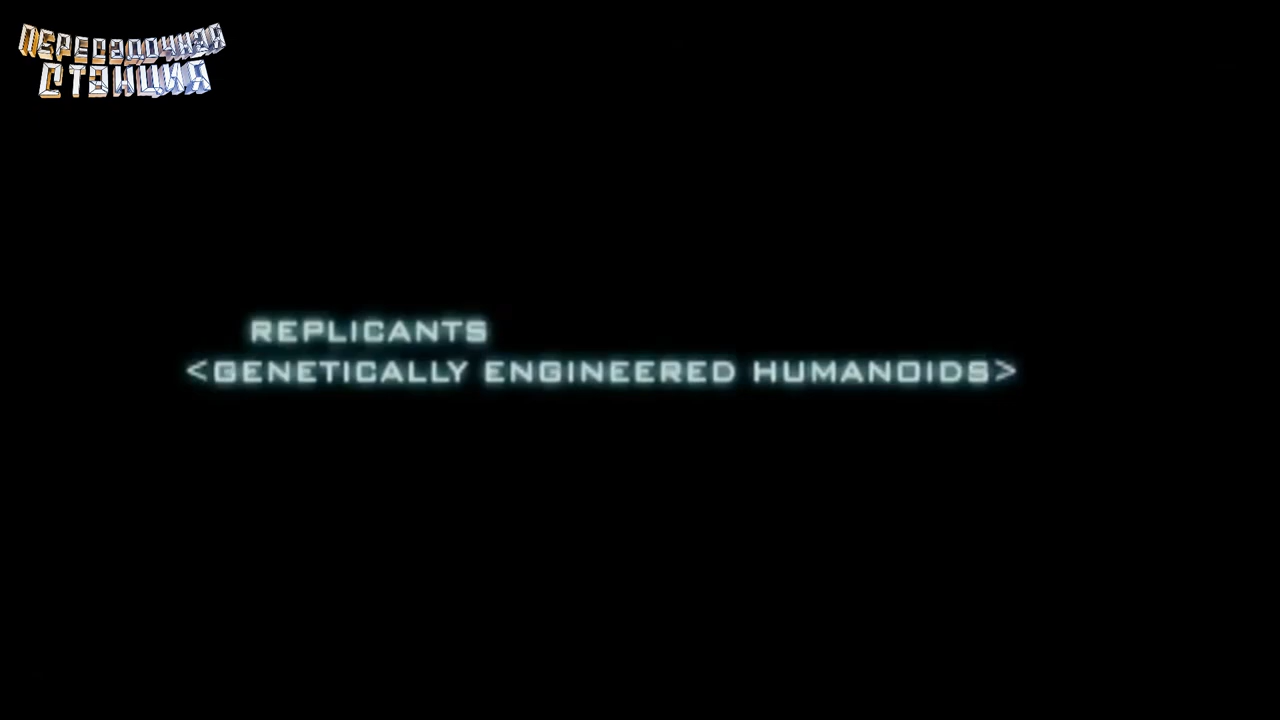 ПЕРЕСАДОЧНАЯ
СТАНЦИЯ
REPLICANTS
<GENETICALLY ENGINEERED HUMANOIDS>